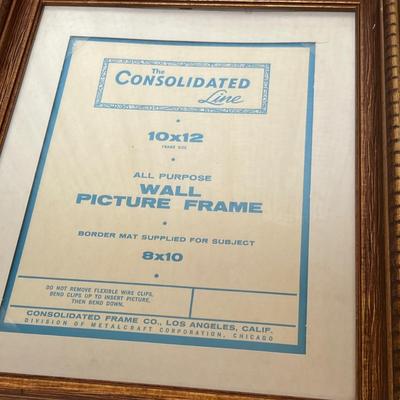 The
CONSOLIDATED
Line
10x12
FRAME SIZE
ALL PURPOSE
WALL
PICTURE FRAME
BORDER MAT SUPPLIED FOR SUBJECT
8x10
DO NOT REMOVE FLEXIBLE WIRE CLIPS.
BEND CLIPS UP TO INSERT PICTURE,
THEN BEND DOWN.
CONSOLIDATED FRAME CO., LOS ANGELES, CALIF.
DIVISION OF METALCRAFT CORPORATION, CHICAGO